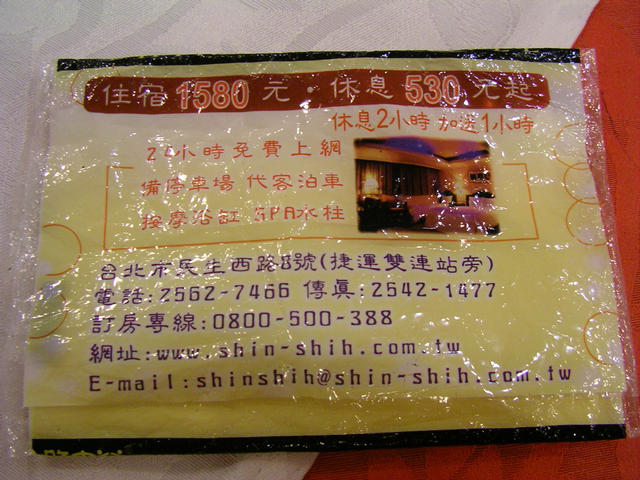 住宿1580元・休息530元起
休息2小時 加送1小時
24小時免費上網
備停車場 代客泊車
按摩浴缸 SPA水柱
台北市民生西路8號(捷運雙連站旁)
電話:2562-7466 傳真:2542-1477
訂房專線:0800-500-388
網址:www.shin-shih.com.tw
E-mail:shinshih@shin-shih.com.tw